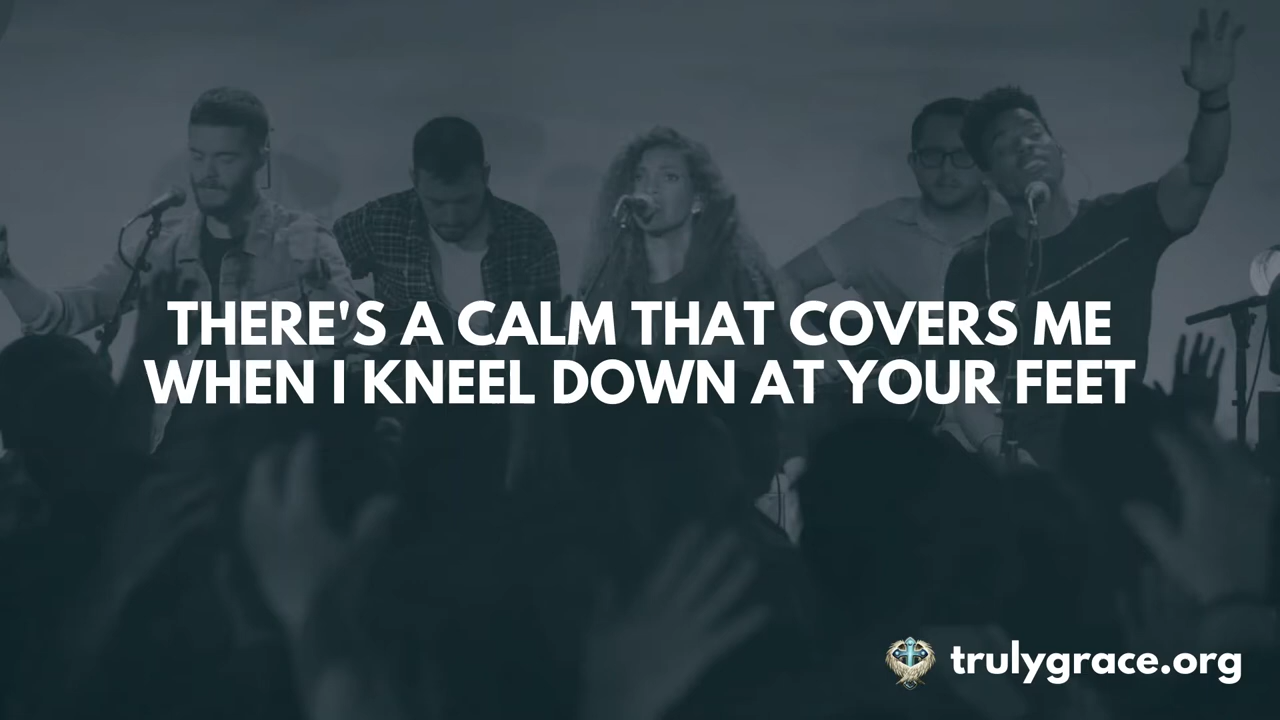 THERE'S A CALM THAT COVERS ME
WHEN I KNEEL DOWN AT YOUR FEET
trulygrace.org